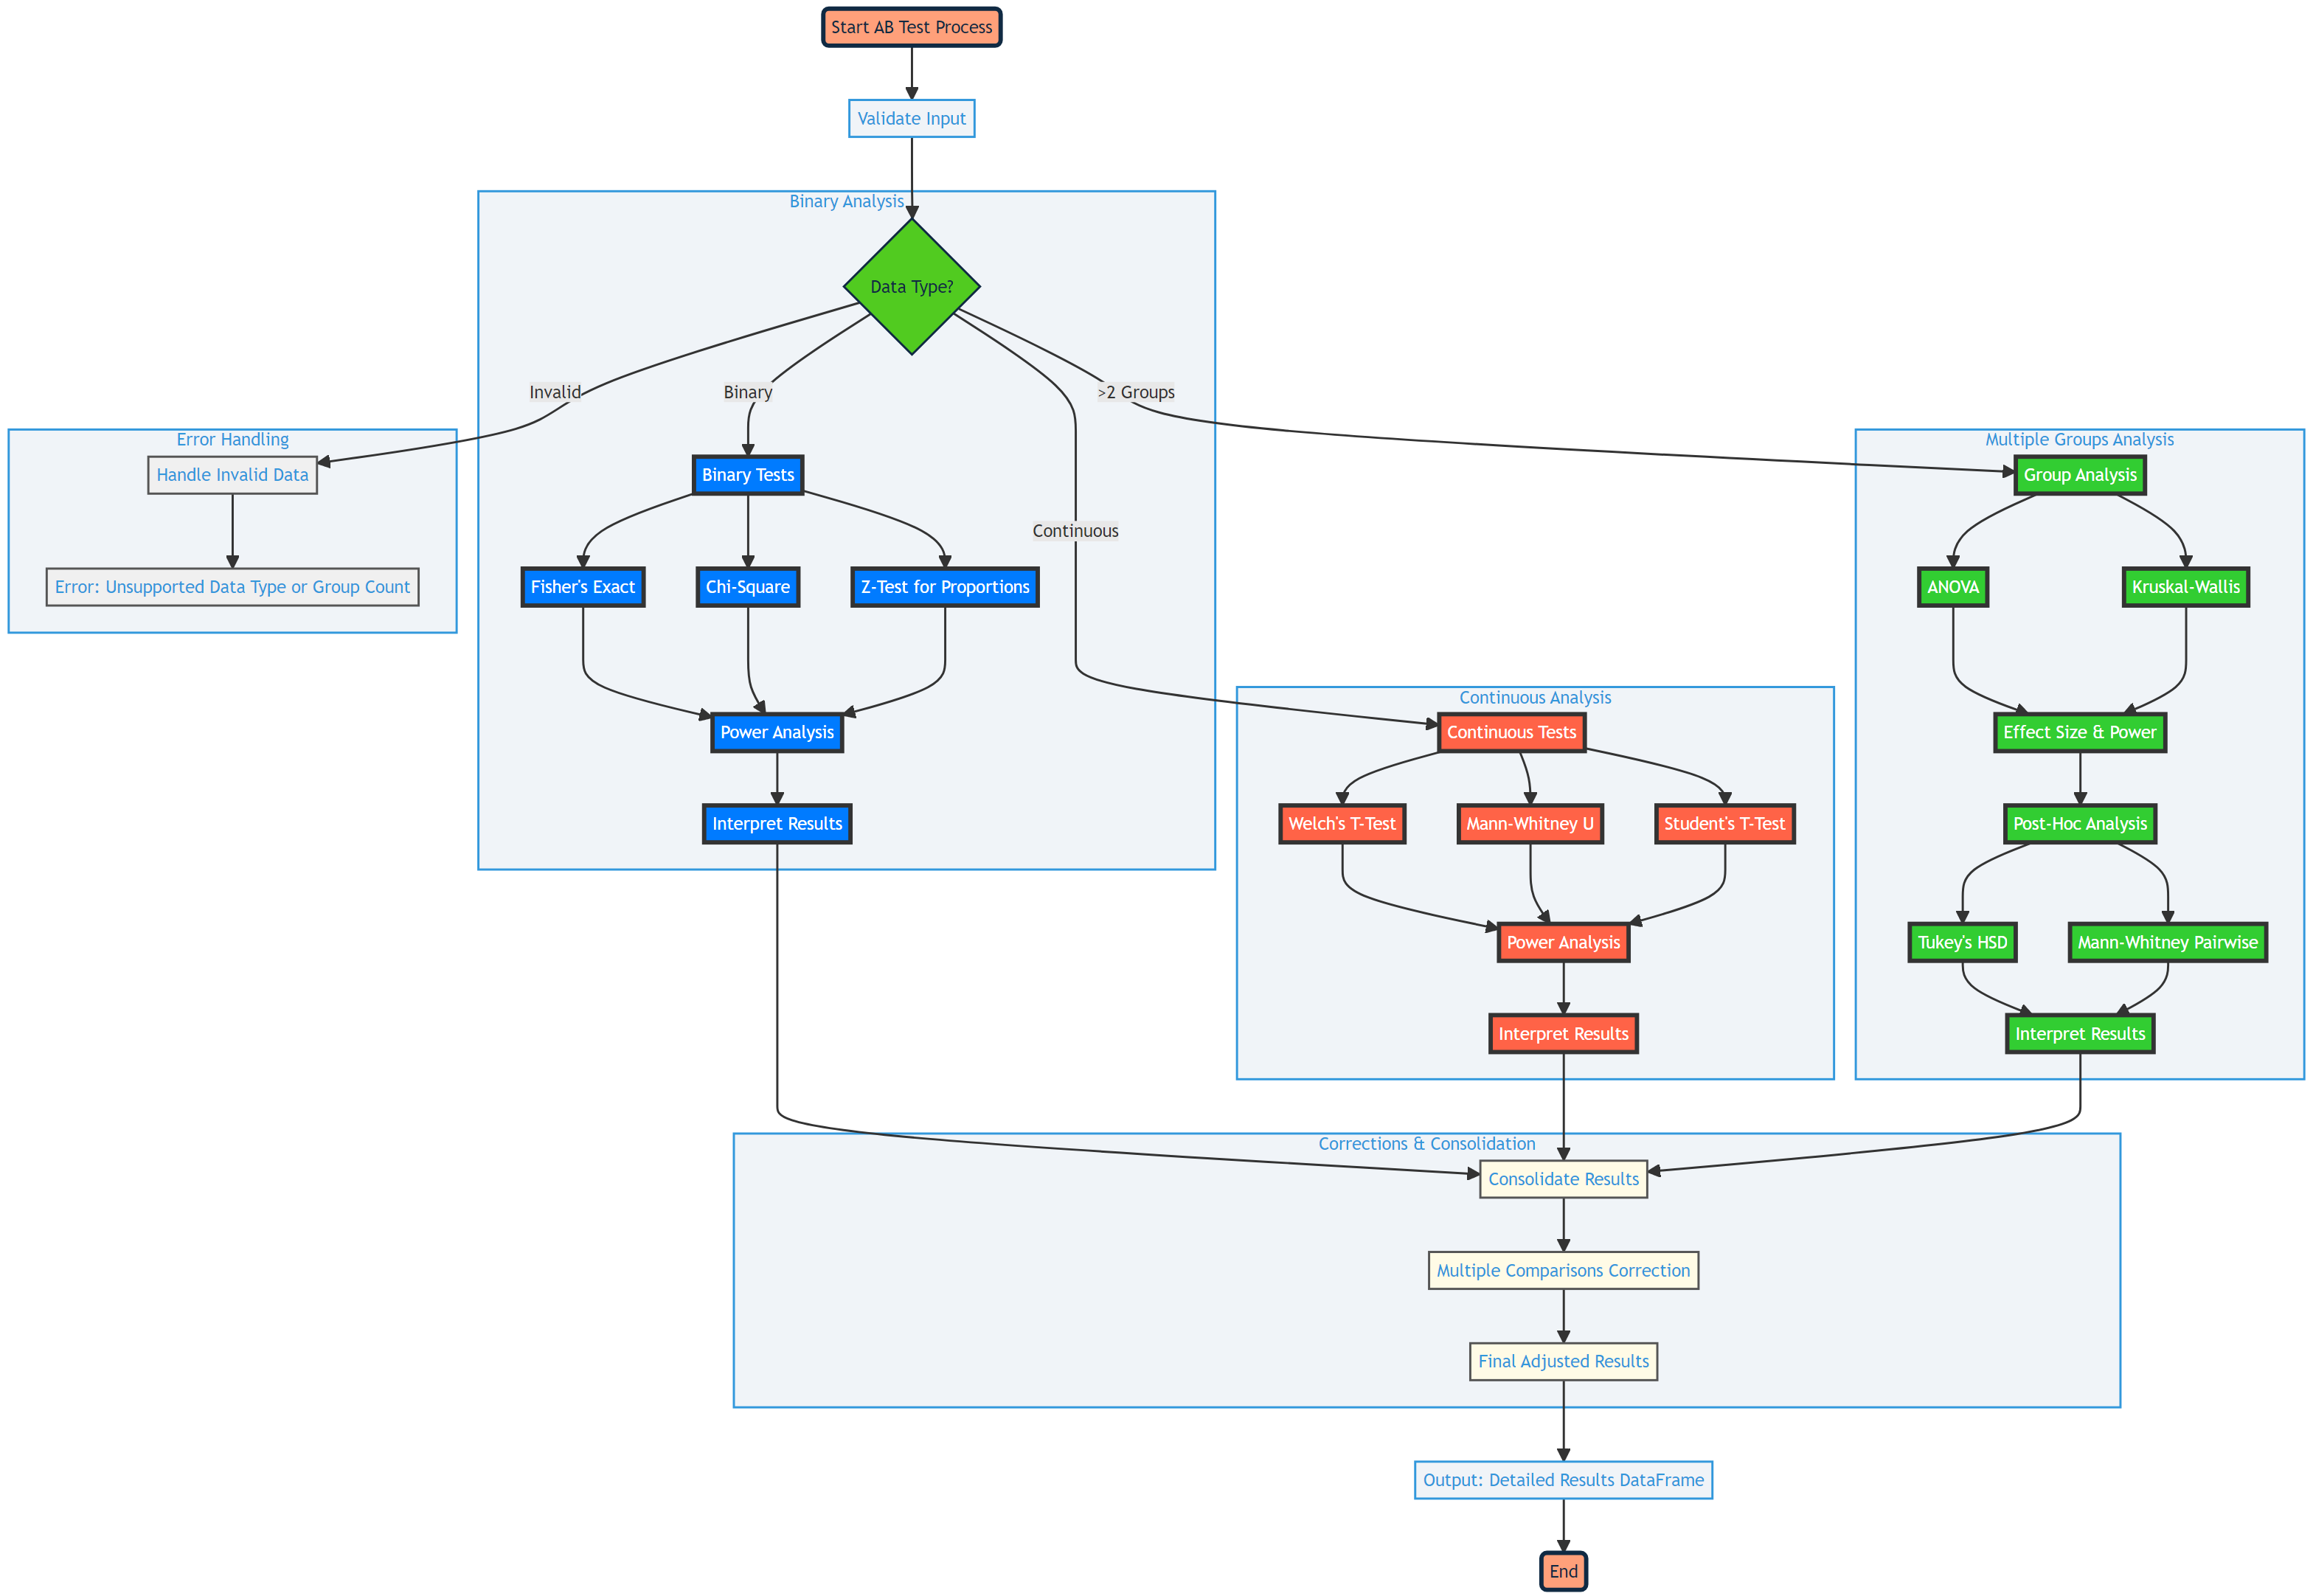 Start AB Test Process
Validate Input
Binary Analysis
Data Type?
Invalid
Binary
>2 Groups
Continuous
Error Handling
Handle Invalid Data
Error: Unsupported Data Type or Group Count
Binary Tests
Fisher's Exact
Chi-Square
Z-Test for Proportions
Power Analysis
Interpret Results
Continuous Analysis
Continuous Tests
Welch's T-Test
Mann-Whitney U
Student's T-Test
Power Analysis
Interpret Results
Multiple Groups Analysis
Group Analysis
ANOVA
Kruskal-Wallis
Effect Size & Power
Post-Hoc Analysis
Tukey's HSD
Mann-Whitney Pairwise
Interpret Results
Corrections & Consolidation
Consolidate Results
Multiple Comparisons Correction
Final Adjusted Results
Output: Detailed Results DataFrame
End